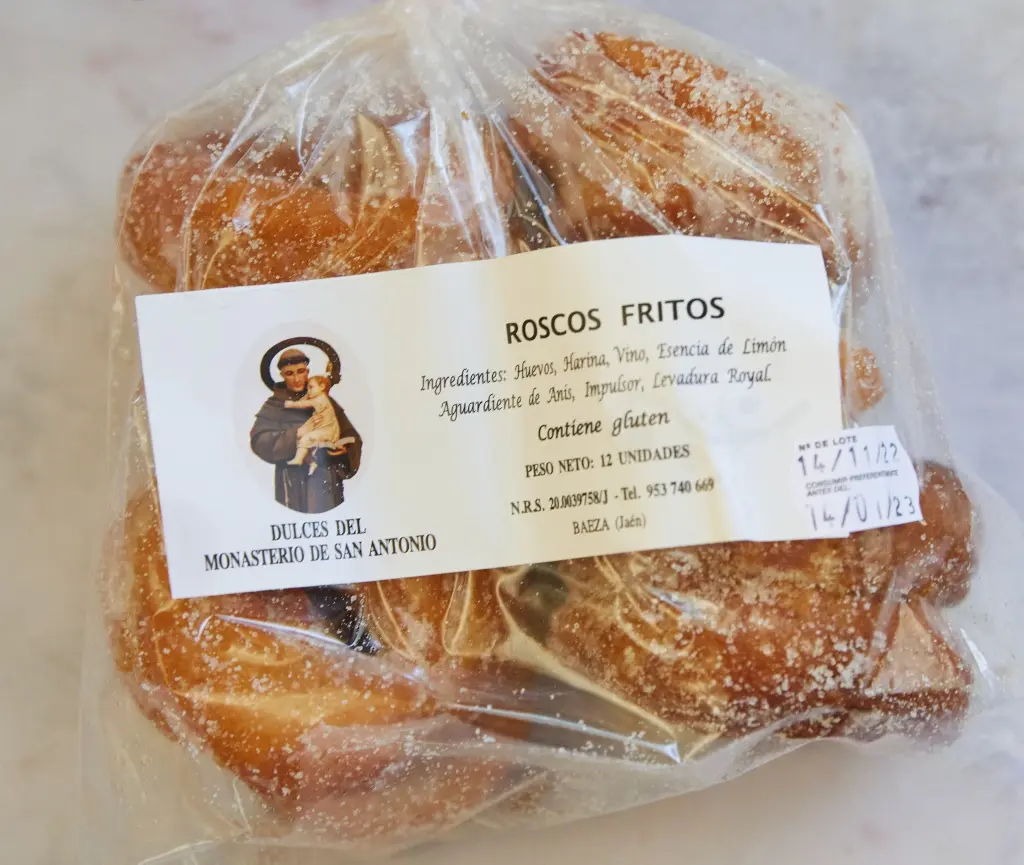 ROSCOS FRITOS
Ingredientes: Huevos, Harina, Vino, Esencia de Limón
Aguardiente de Anis, Impulsor, Levadura Royal.
Contiene gluten
PESO NETO: 12 UNIDADES
N.R.S. 20.0039758/J - Tel. 953 740 669
BAEZA (Jaén)
DULCES DEL
MONASTERIO DE SAN ANTONIO
Nº DE LOTE
14/11/22
CONSUMIR PREFERENTEMENTE
ANTES DEL
14/01/23